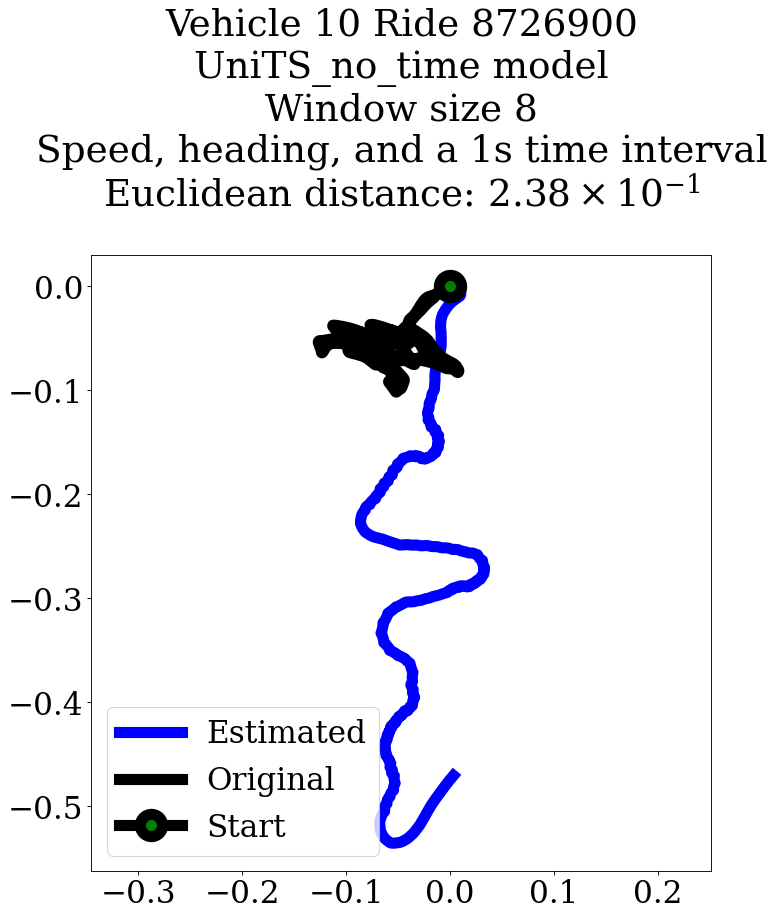 Vehicle 10 Ride 8726900
UniTS_no_time model
Window size 8
Speed, heading, and a 1s time interval
Euclidean distance: 2.38 × 10⁻¹
0.0
−0.1
−0.2
−0.3
−0.4
−0.5
Estimated
Original
Start
−0.3 −0.2 −0.1 0.0 0.1 0.2